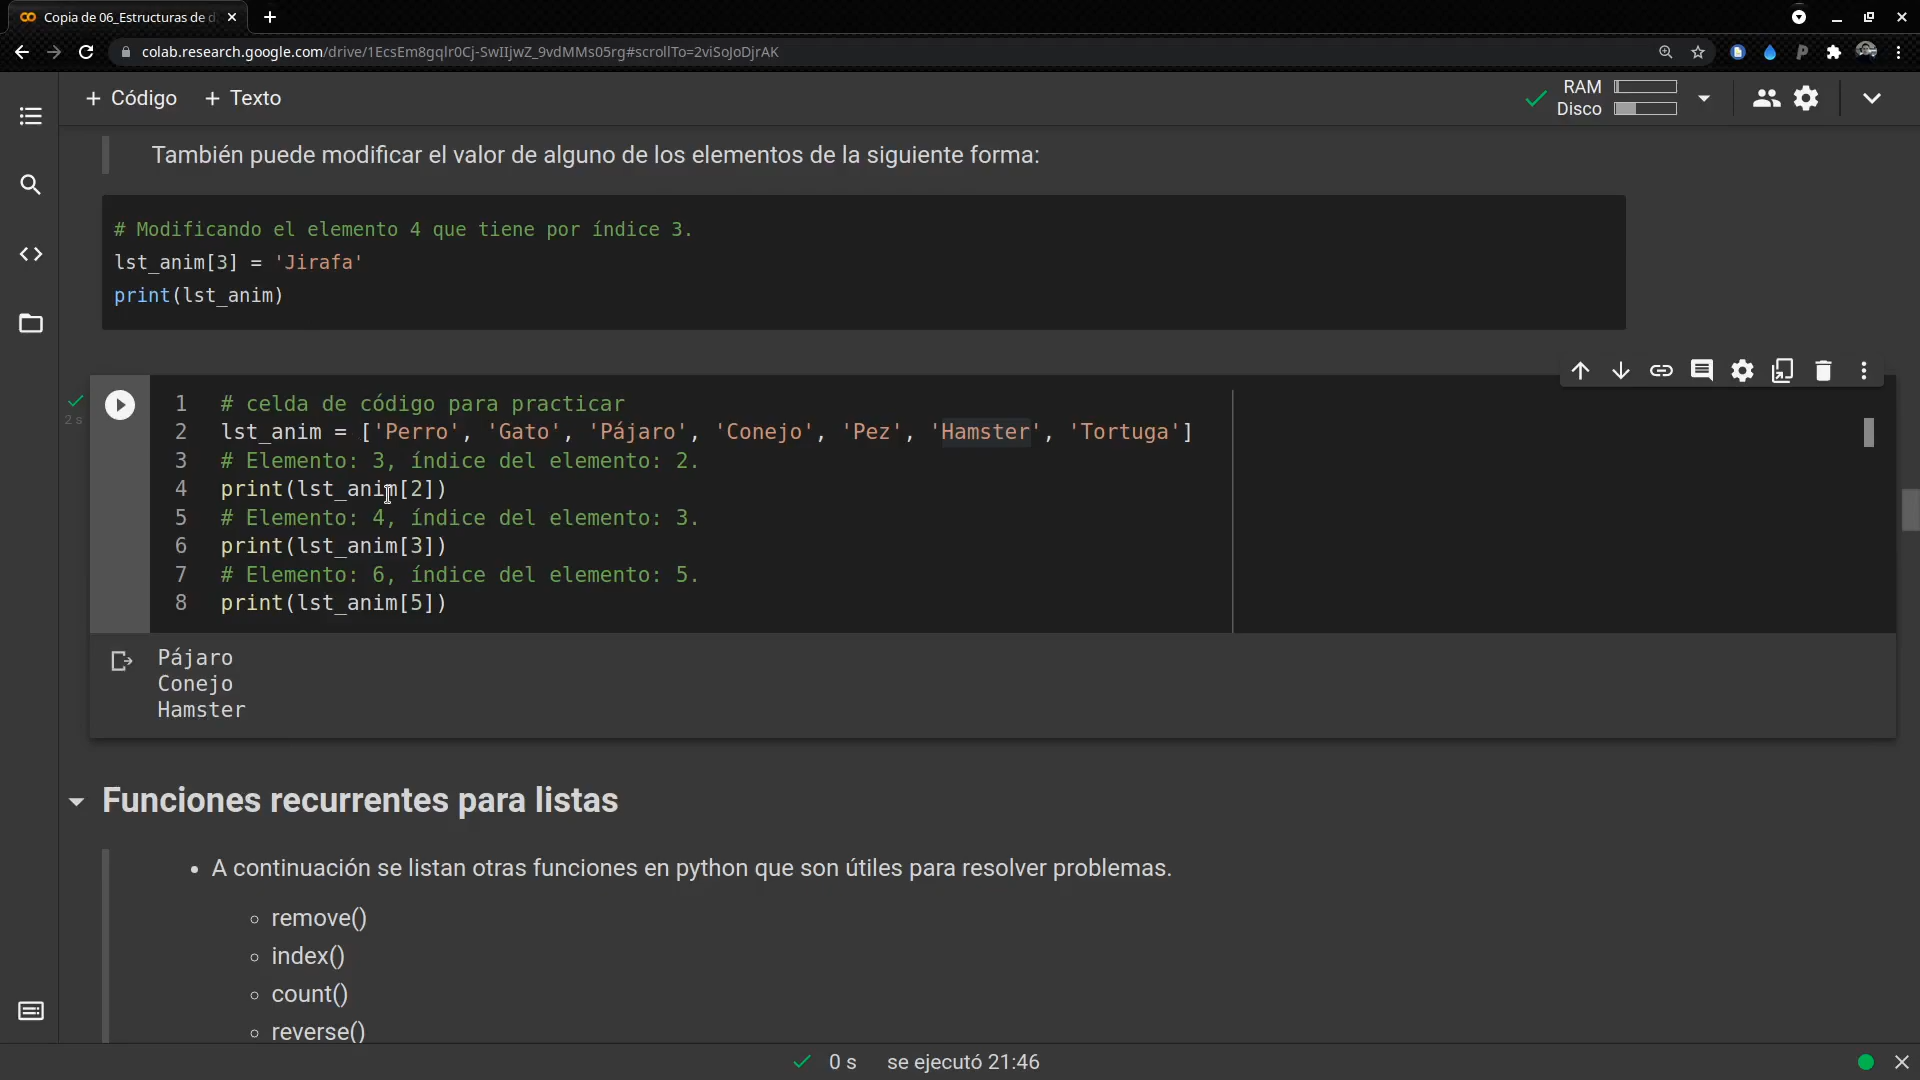 Copia de 06_Estructuras de d
colab.research.google.com/drive/1EcsEm8gqlr0Cj-SwIIjwZ_9vdMMs05rg#scrollTo=2viSoJoDjrAK
+ Código + Texto
RAM
Disco
También puede modificar el valor de alguno de los elementos de la siguiente forma:
# Modificando el elemento 4 que tiene por índice 3.
lst_anim[3] = 'Jirafa'
print(lst_anim)
2 s
1 # celda de código para practicar
2 lst_anim = ['Perro', 'Gato', 'Pájaro', 'Conejo', 'Pez', 'Hamster', 'Tortuga']
3 # Elemento: 3, índice del elemento: 2.
4 print(lst_anim[2])
5 # Elemento: 4, índice del elemento: 3.
6 print(lst_anim[3])
7 # Elemento: 6, índice del elemento: 5.
8 print(lst_anim[5])
Pájaro
Conejo
Hamster
Funciones recurrentes para listas
• A continuación se listan otras funciones en python que son útiles para resolver problemas.
○ remove()
○ index()
○ count()
○ reverse()
0 s se ejecutó 21:46